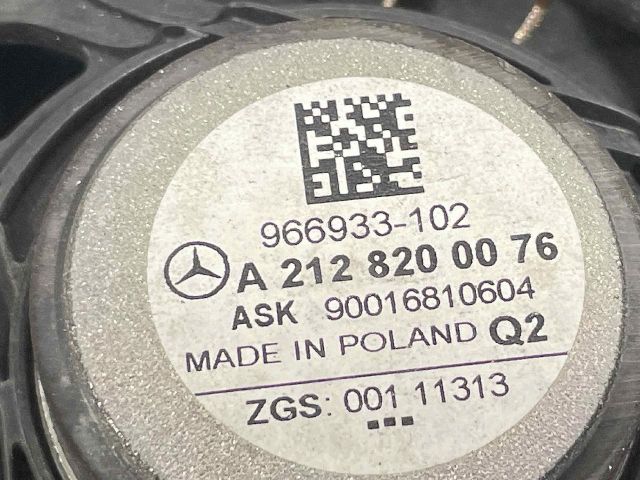 966933-102
A 212 820 00 76
ASK 90016810604
MADE IN POLAND Q2
ZGS: 001 11313